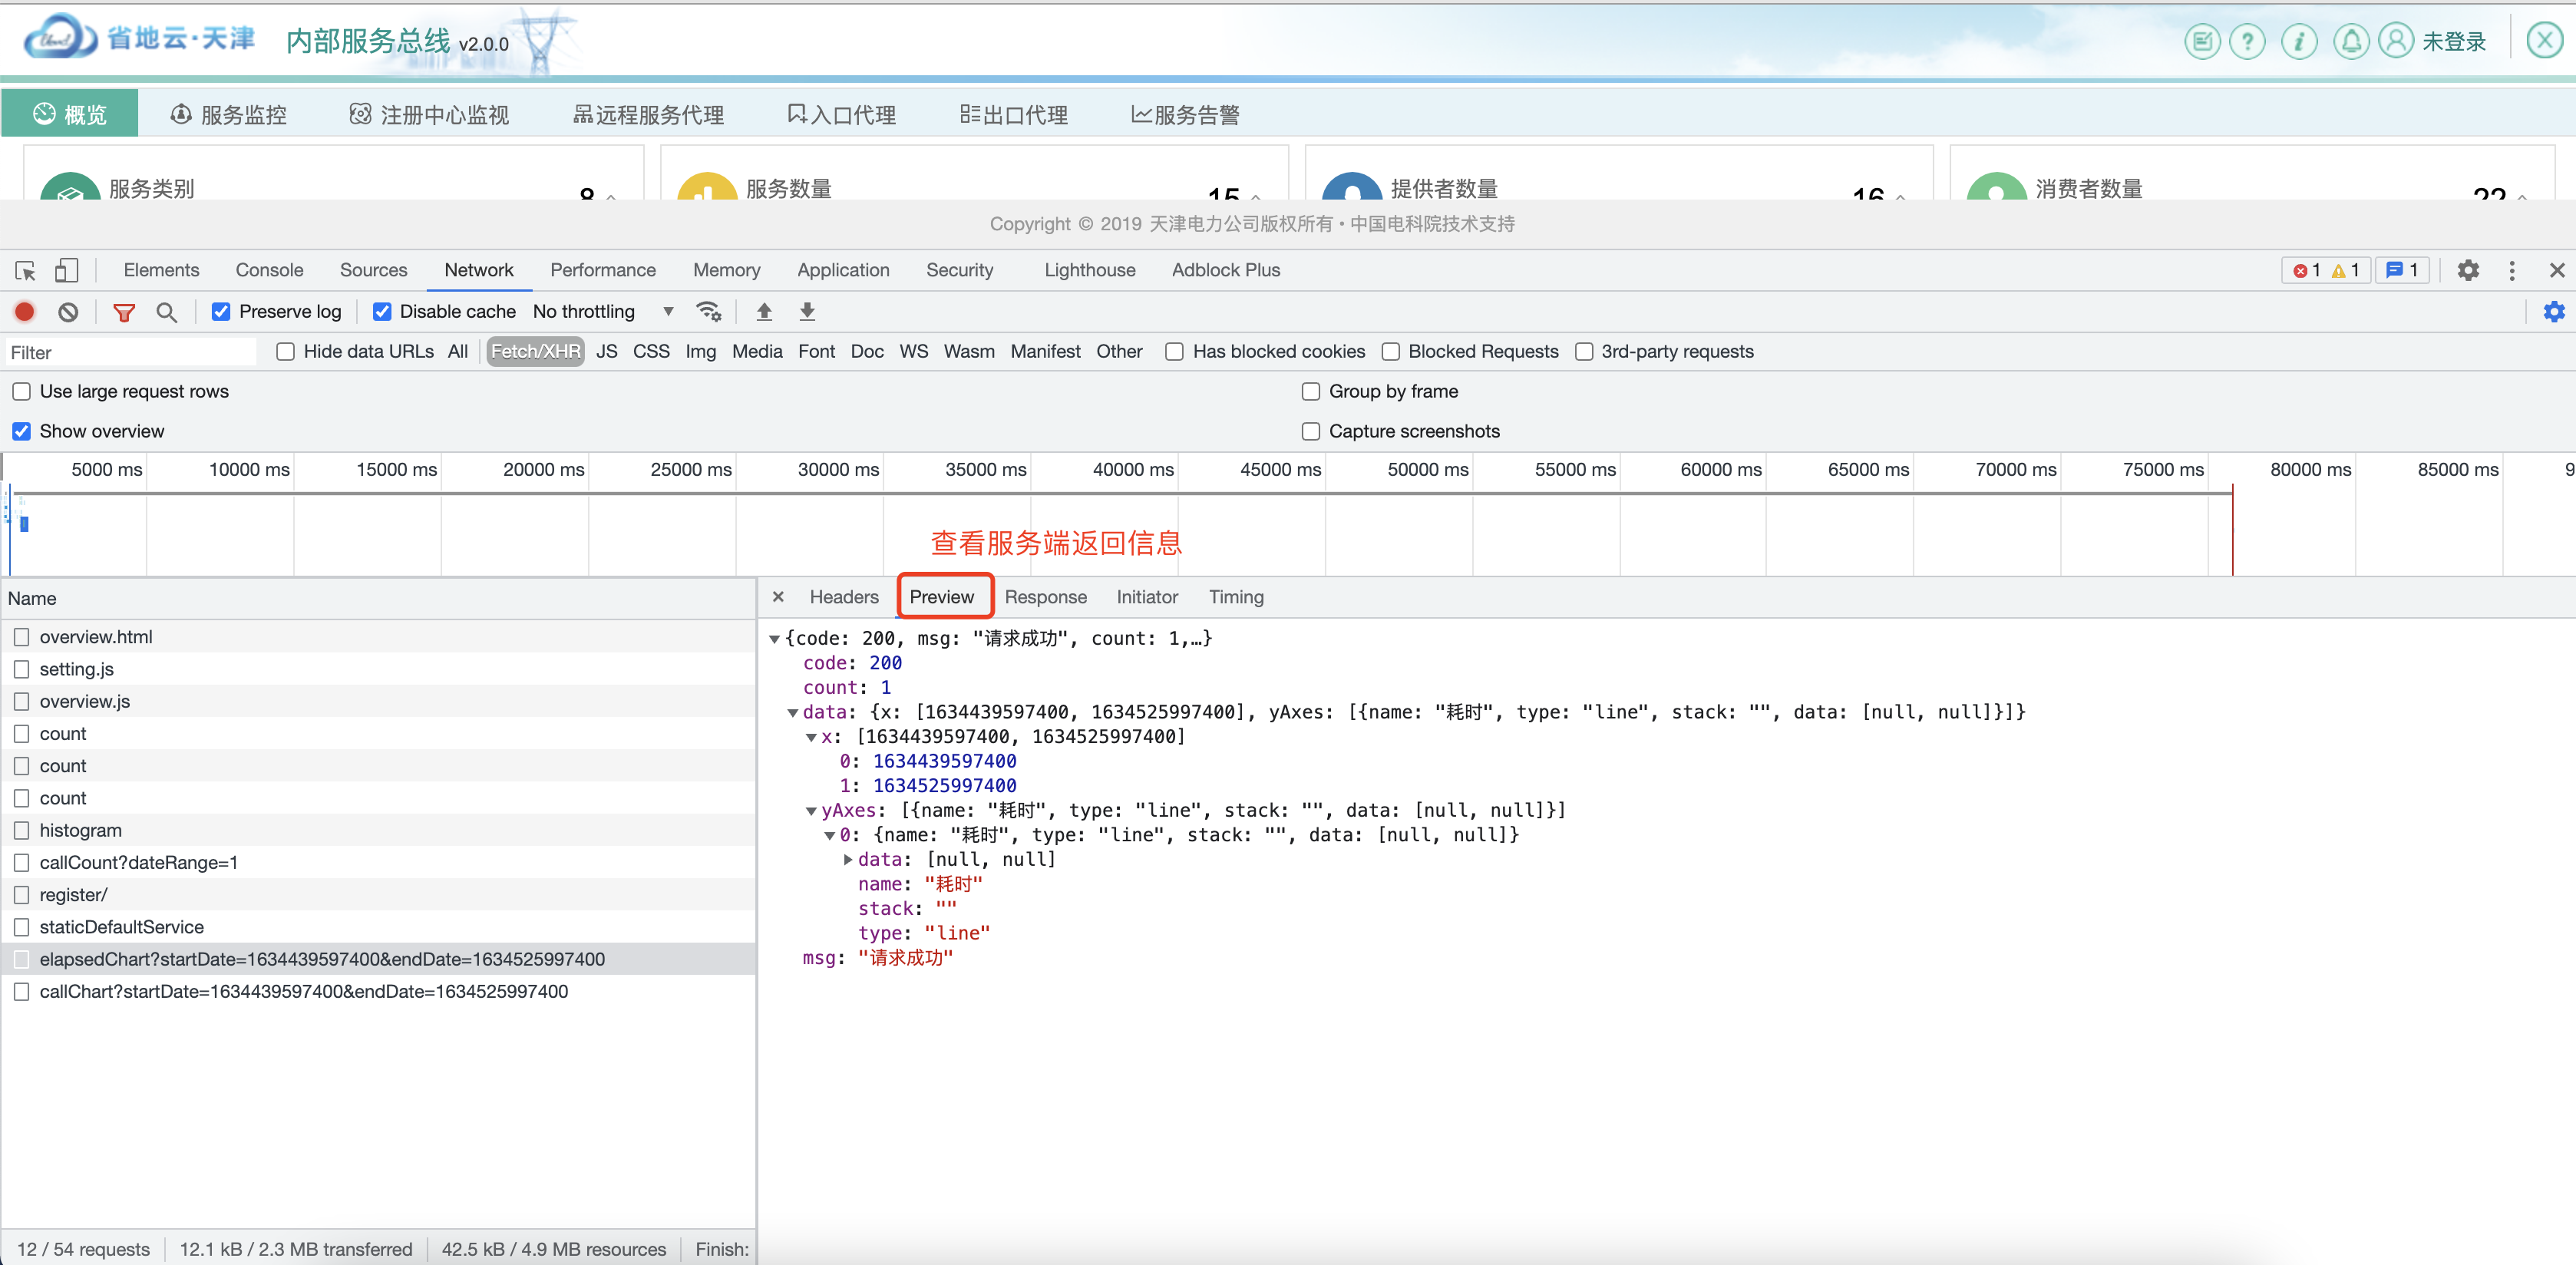 Cloud 省地云·天津 内部服务总线 v2.0.0 未登录
概览 服务监控 注册中心监视 远程服务代理 入口代理 出口代理 服务告警
服务类别 8 服务数量 15 提供者数量 16 消费者数量 22
Copyright © 2019 天津电力公司版权所有 • 中国电科院技术支持
Elements Console Sources Network Performance Memory Application Security Lighthouse Adblock Plus 1 1 1
Preserve log Disable cache No throttling
Filter Hide data URLs All Fetch/XHR JS CSS Img Media Font Doc WS Wasm Manifest Other Has blocked cookies Blocked Requests 3rd-party requests
Use large request rows Group by frame
Show overview Capture screenshots
5000 ms 10000 ms 15000 ms 20000 ms 25000 ms 30000 ms 35000 ms 40000 ms 45000 ms 50000 ms 55000 ms 60000 ms 65000 ms 70000 ms 75000 ms 80000 ms 85000 ms 9
查看服务端返回信息
Name
overview.html
setting.js
overview.js
count
count
count
histogram
callCount?dateRange=1
register/
staticDefaultService
elapsedChart?startDate=1634439597400&endDate=1634525997400
callChart?startDate=1634439597400&endDate=1634525997400
12 / 54 requests 12.1 kB / 2.3 MB transferred 42.5 kB / 4.9 MB resources Finish:
Headers Preview Response Initiator Timing
{code: 200, msg: "请求成功", count: 1,…}
code: 200
count: 1
data: {x: [1634439597400, 1634525997400], yAxes: [{name: "耗时", type: "line", stack: "", data: [null, null]}]}
x: [1634439597400, 1634525997400]
0: 1634439597400
1: 1634525997400
yAxes: [{name: "耗时", type: "line", stack: "", data: [null, null]}]
0: {name: "耗时", type: "line", stack: "", data: [null, null]}
data: [null, null]
name: "耗时"
stack: ""
type: "line"
msg: "请求成功"